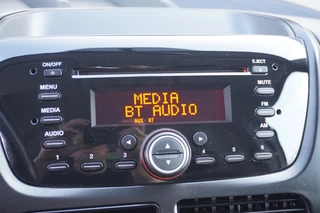 ON/OFF
EJECT
MENU
MUTE
MEDIA
MEDIA
FM
BT AUDIO
AUX BT
AUDIO
AM
1 2 3 4 5 6